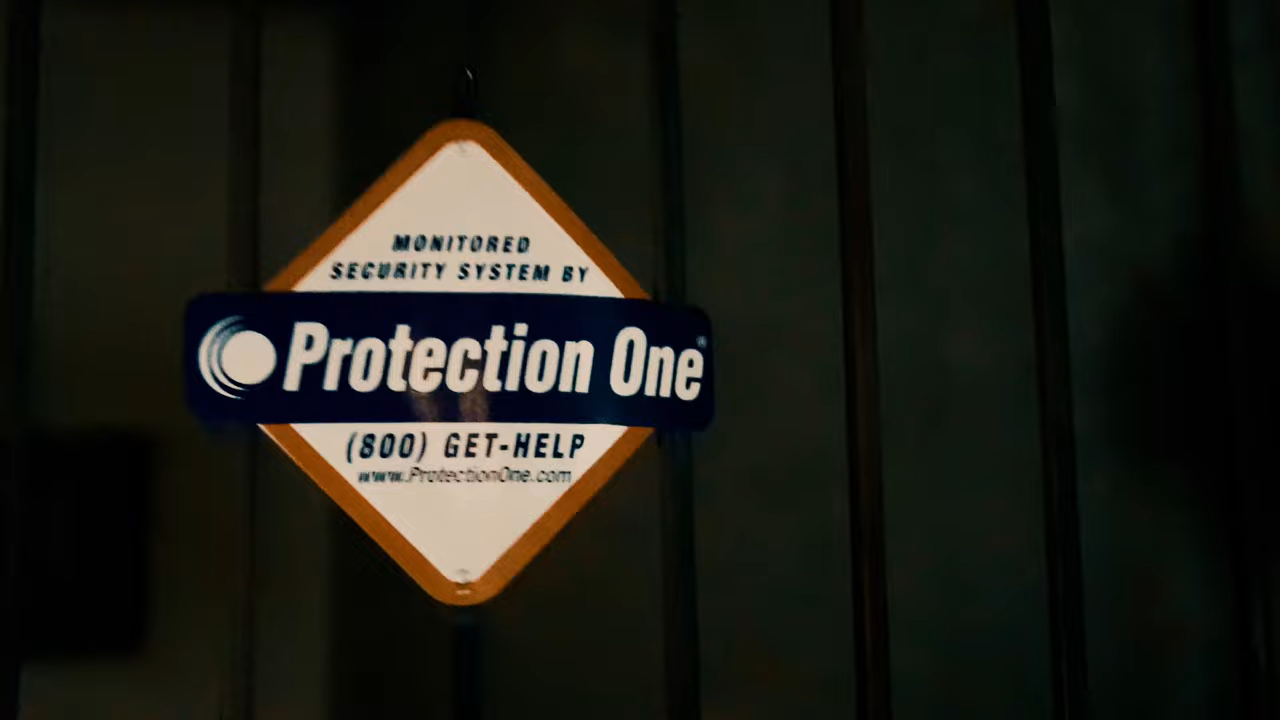 MONITORED
SECURITY SYSTEM BY
Protection One®
(800) GET-HELP
www.ProtectionOne.com